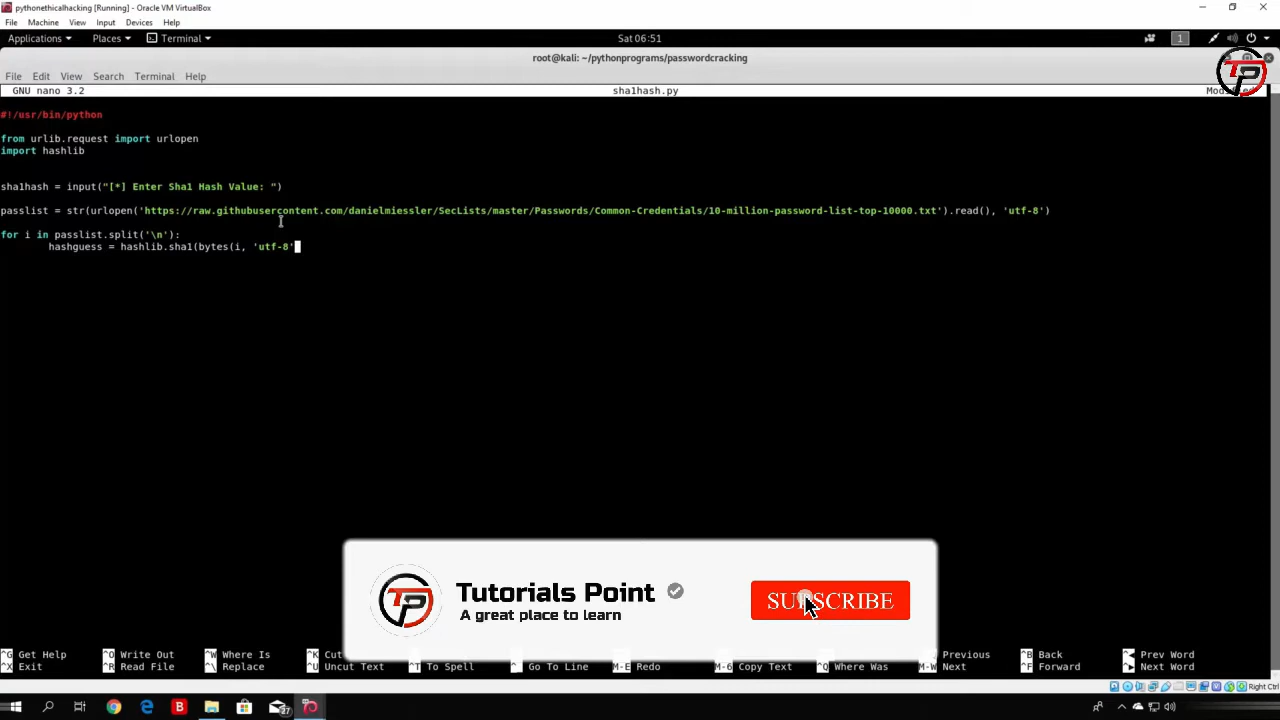 pythonethicalhacking [Running] - Oracle VM VirtualBox
File Machine View Input Devices Help
Applications Places Terminal Sat 06:51 1
root@kali: ~/pythonprograms/passwordcracking
File Edit View Search Terminal Help
GNU nano 3.2 sha1hash.py
#!/usr/bin/python
from urlib.request import urlopen
import hashlib
sha1hash = input("[*] Enter Sha1 Hash Value: ")
passlist = str(urlopen('https://raw.githubusercontent.com/danielmiessler/SecLists/master/Passwords/Common-Credentials/10-million-password-list-top-10000.txt').read(), 'utf-8')
for i in passlist.split('\n'):
hashguess = hashlib.sha1(bytes(i, 'utf-8'
TP
Tutorials Point
A great place to learn
SUBSCRIBE
^G Get Help ^O Write Out ^W Where Is ^K Cut Previous ^B Back Prev Word
^X Exit ^R Read File ^\ Replace ^U Uncut Text ^T To Spell Go To Line M-E Redo M-6 Copy Text ^Q Where Was M-W Next ^F Forward Next Word
Right Ctrl